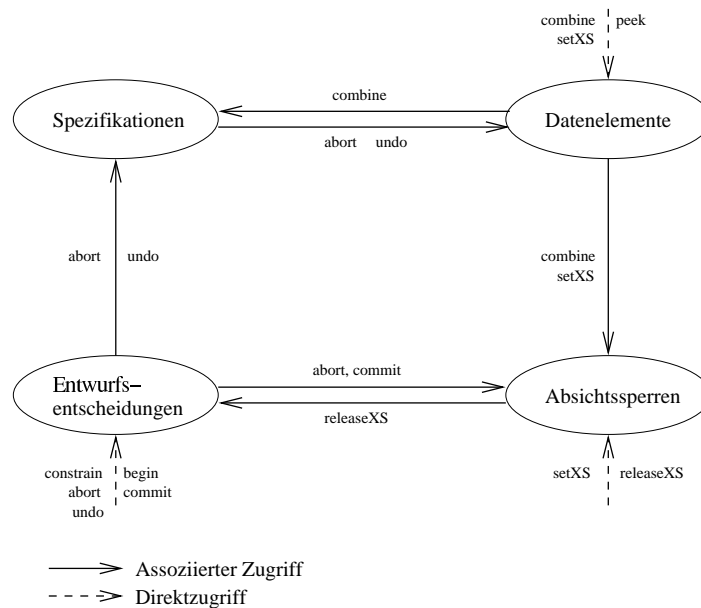 combine peek
setXS
combine
Spezifikationen
Datenelemente
abort undo
abort undo
combine
setXS
Entwurfs−
entscheidungen
abort, commit
Absichtssperren
releaseXS
constrain begin
abort commit
undo
setXS releaseXS
Assoziierter Zugriff
Direktzugriff